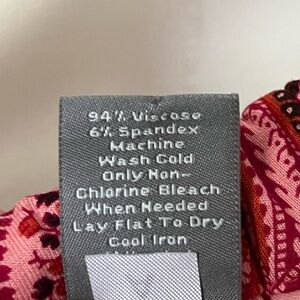 94% Viscose
6% Spandex
Machine
Wash Cold
Only Non-
Chlorine Bleach
When Needed
Lay Flat To Dry
Cool Iron